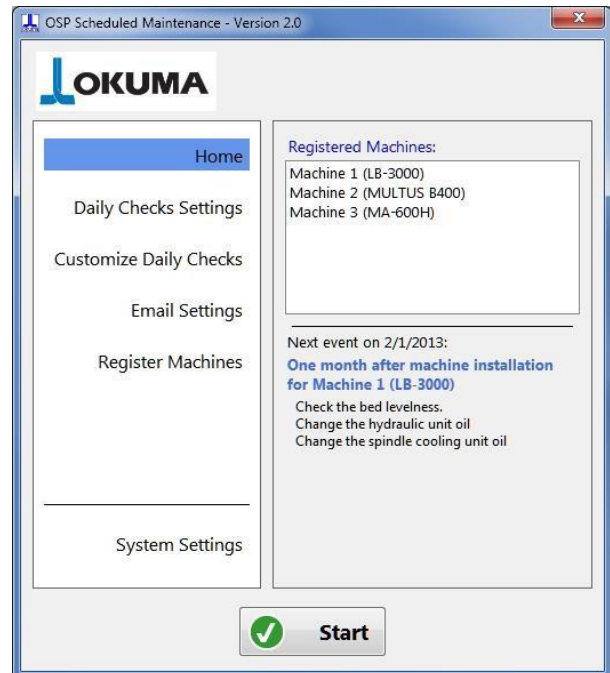 OSP Scheduled Maintenance - Version 2.0
OKUMA
Home
Daily Checks Settings
Customize Daily Checks
Email Settings
Register Machines
System Settings
Registered Machines:
Machine 1 (LB-3000)
Machine 2 (MULTUS B400)
Machine 3 (MA-600H)
Next event on 2/1/2013:
One month after machine installation
for Machine 1 (LB-3000)
Check the bed levelness.
Change the hydraulic unit oil
Change the spindle cooling unit oil
Start